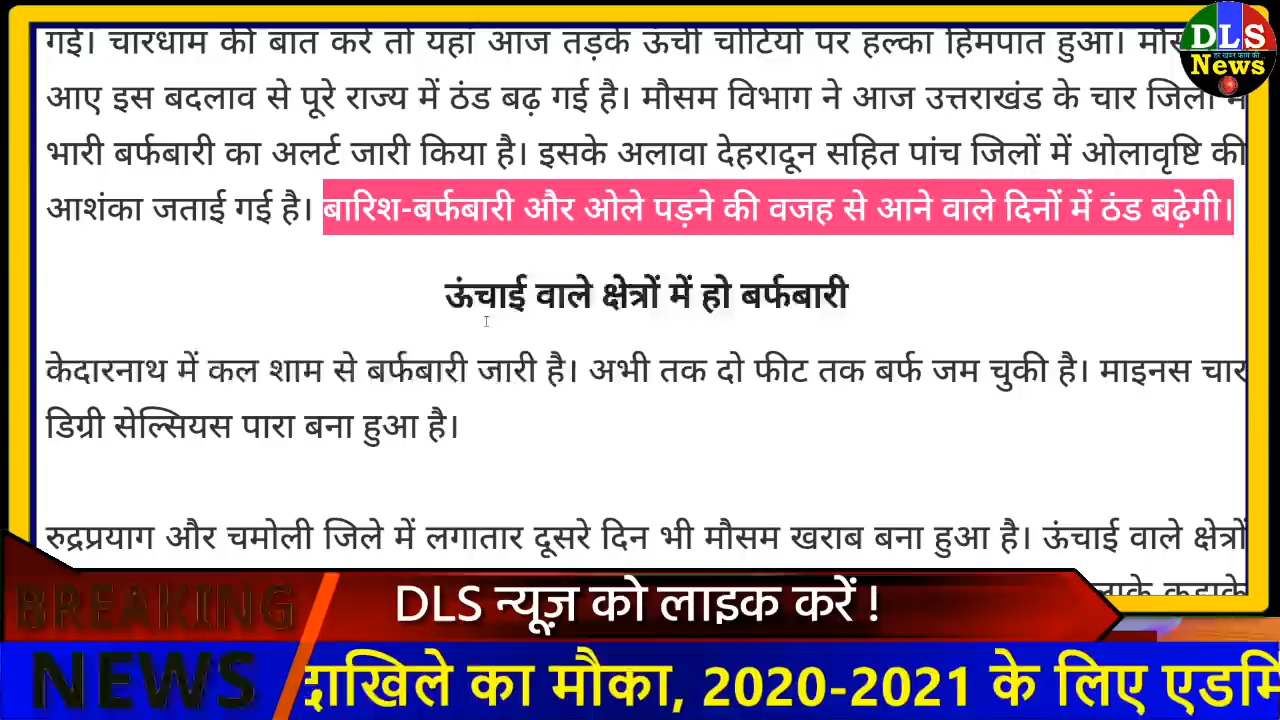 गई। चारधाम की बात करें तो यहां आज तड़के ऊंची चोटियों पर हल्का हिमपात हुआ।
आए इस बदलाव से पूरे राज्य में ठंड बढ़ गई है। मौसम विभाग ने आज उत्तराखंड के चार जिलों में
भारी बर्फबारी का अलर्ट जारी किया है। इसके अलावा देहरादून सहित पांच जिलों में ओलावृष्टि की
आशंका जताई गई है। बारिश-बर्फबारी और ओले पड़ने की वजह से आने वाले दिनों में ठंड बढ़ेगी।
ऊंचाई वाले क्षेत्रों में हो बर्फबारी
केदारनाथ में कल शाम से बर्फबारी जारी है। अभी तक दो फीट तक बर्फ जम चुकी है। माइनस चार
डिग्री सेल्सियस पारा बना हुआ है।
रुद्रप्रयाग और चमोली जिले में लगातार दूसरे दिन भी मौसम खराब बना हुआ है। ऊंचाई वाले क्षेत्रों
DLS
News
BREAKING
DLS न्यूज़ को लाइक करें !
NEWS
दाखिले का मौका, 2020-2021 के लिए एडमि